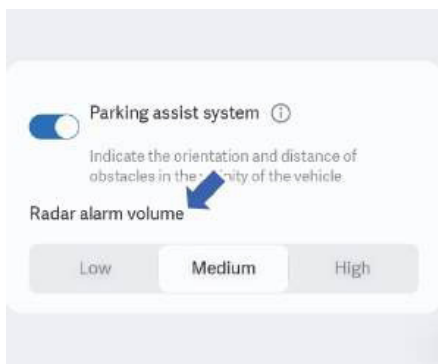 Parking assist system
Indicate the orientation and distance of
obstacles in the of the vehicle.
Radar alarm volume
Low Medium High